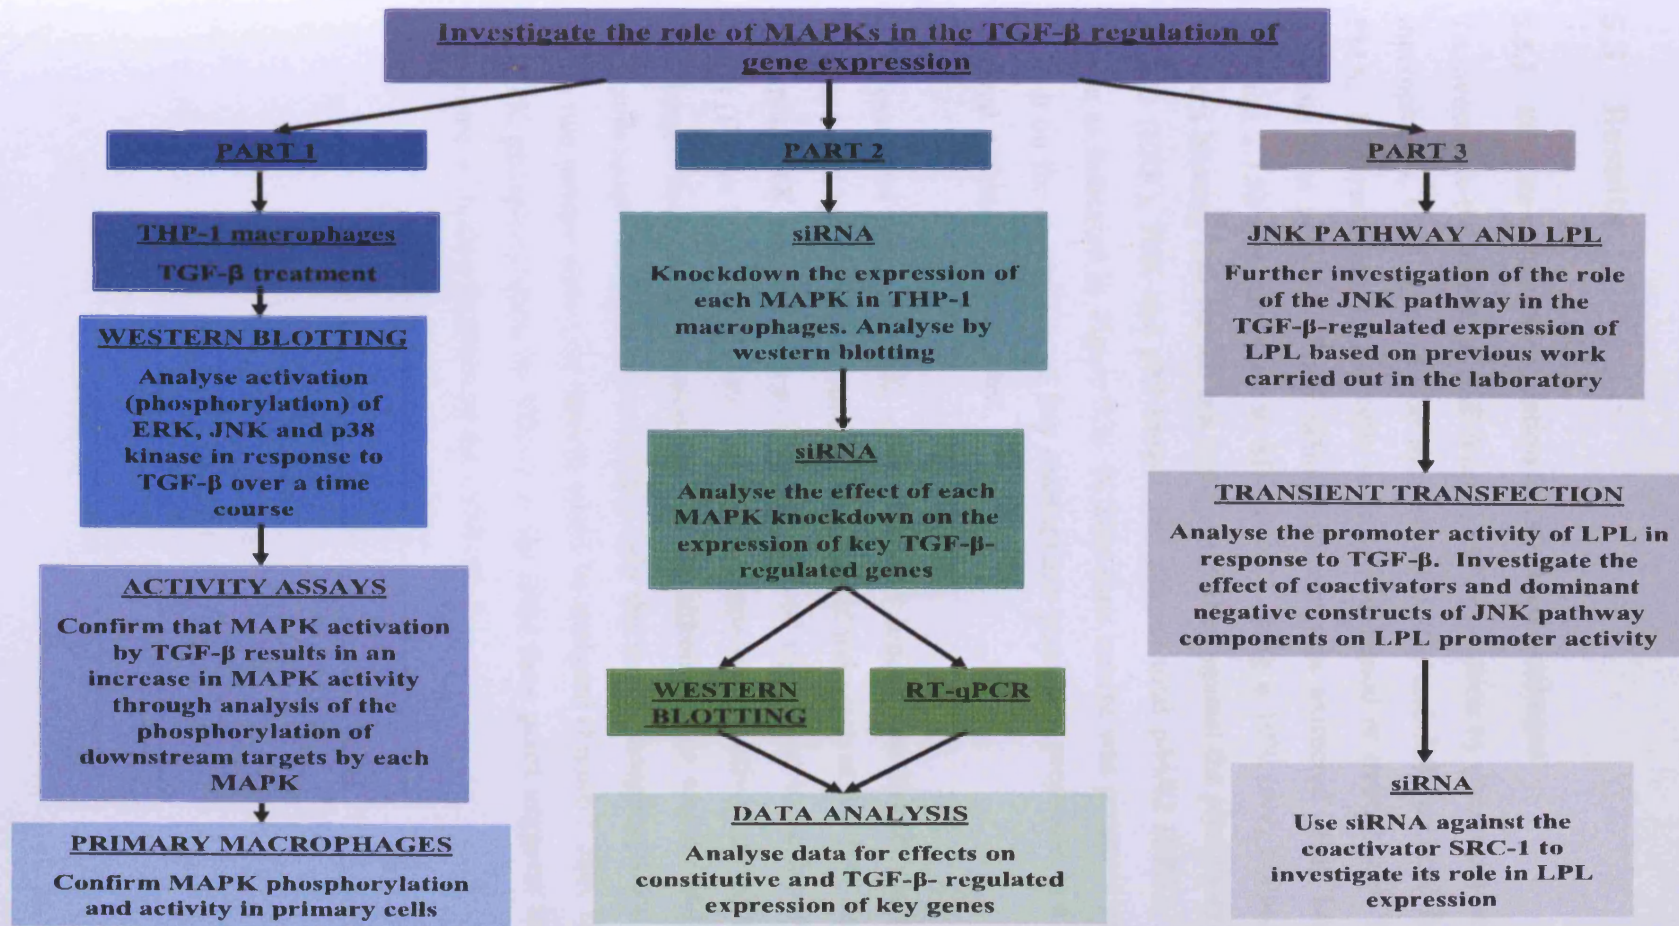 Investigate the role of MAPKs in the TGF-β regulation of
gene expression
PART 1
THP-1 macrophages
TGF-β treatment
WESTERN BLOTTING
Analyse activation
(phosphorylation) of
ERK, JNK and p38
kinase in response to
TGF-β over a time
course
ACTIVITY ASSAYS
Confirm that MAPK activation
by TGF-β results in an
increase in MAPK activity
through analysis of the
phosphorylation of
downstream targets by each
MAPK
PRIMARY MACROPHAGES
Confirm MAPK phosphorylation
and activity in primary cells
PART 2
siRNA
Knockdown the expression of
each MAPK in THP-1
macrophages. Analyse by
western blotting
siRNA
Analyse the effect of each
MAPK knockdown on the
expression of key TGF-β-
regulated genes
WESTERN
BLOTTING
RT-qPCR
DATA ANALYSIS
Analyse data for effects on
constitutive and TGF-β- regulated
expression of key genes
PART 3
JNK PATHWAY AND LPL
Further investigation of the role
of the JNK pathway in the
TGF-β-regulated expression of
LPL based on previous work
carried out in the laboratory
TRANSIENT TRANSFECTION
Analyse the promoter activity of LPL in
response to TGF-β. Investigate the
effect of coactivators and dominant
negative constructs of JNK pathway
components on LPL promoter activity
siRNA
Use siRNA against the
coactivator SRC-1 to
investigate its role in LPL
expression